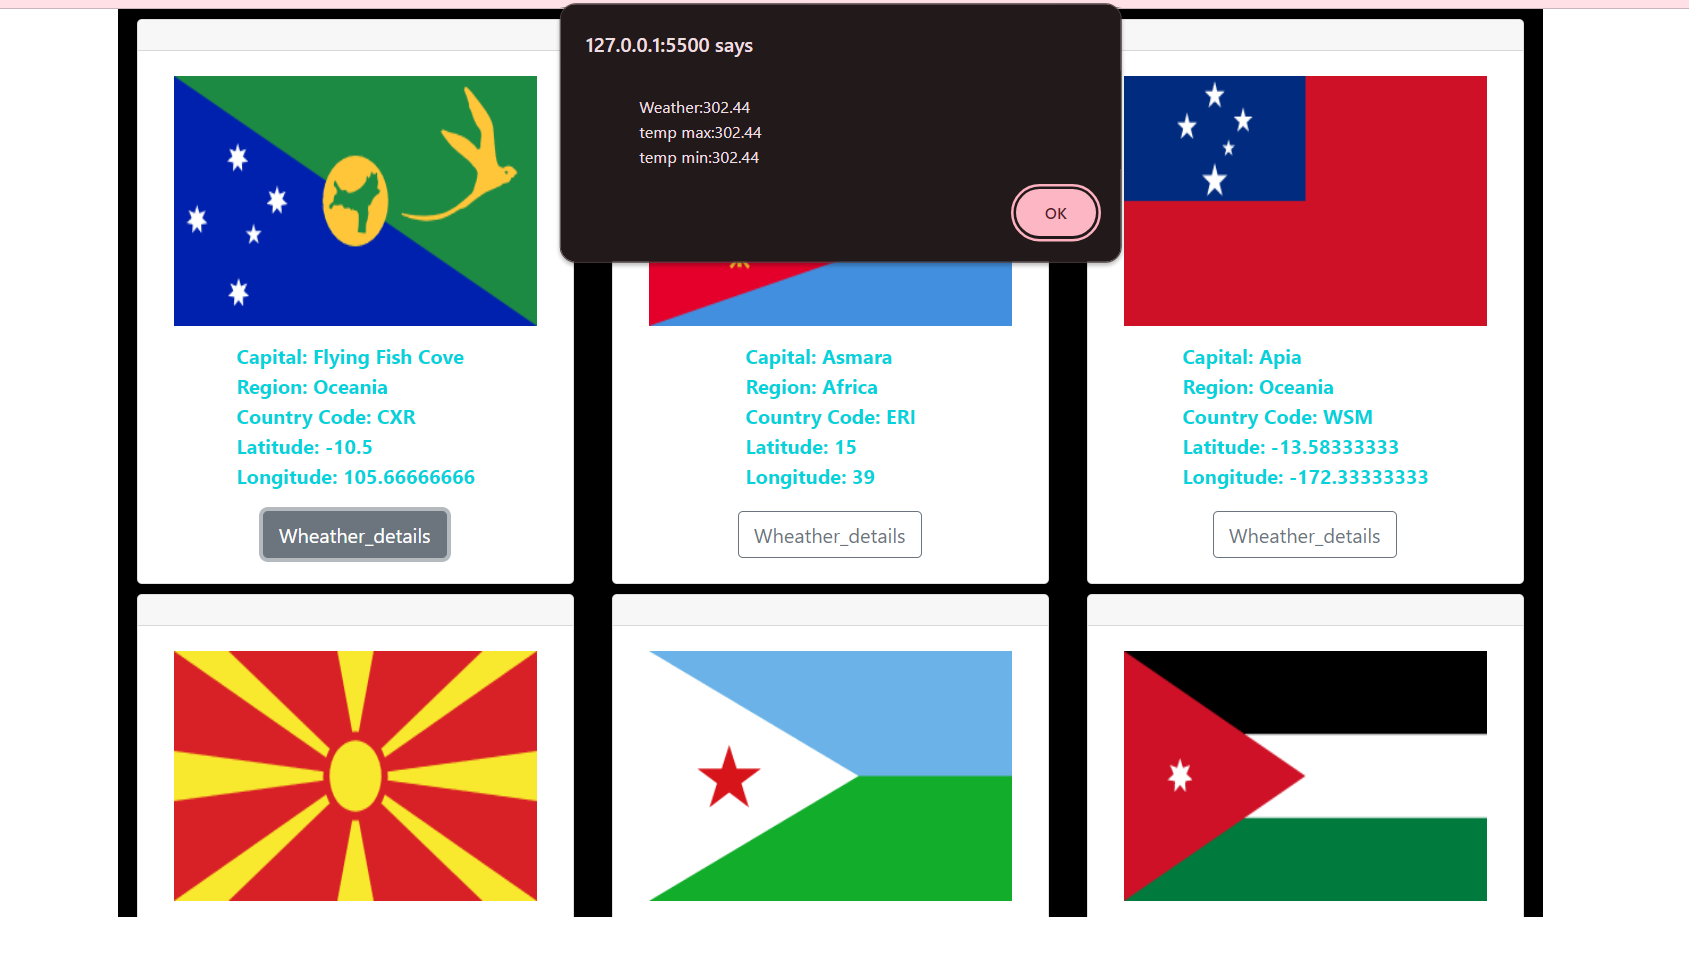 127.0.0.1:5500 says
Weather:302.44
temp max:302.44
temp min:302.44
OK
Capital: Flying Fish Cove
Region: Oceania
Country Code: CXR
Latitude: -10.5
Longitude: 105.66666666
Wheather_details
Capital: Asmara
Region: Africa
Country Code: ERI
Latitude: 15
Longitude: 39
Wheather_details
Capital: Apia
Region: Oceania
Country Code: WSM
Latitude: -13.58333333
Longitude: -172.33333333
Wheather_details